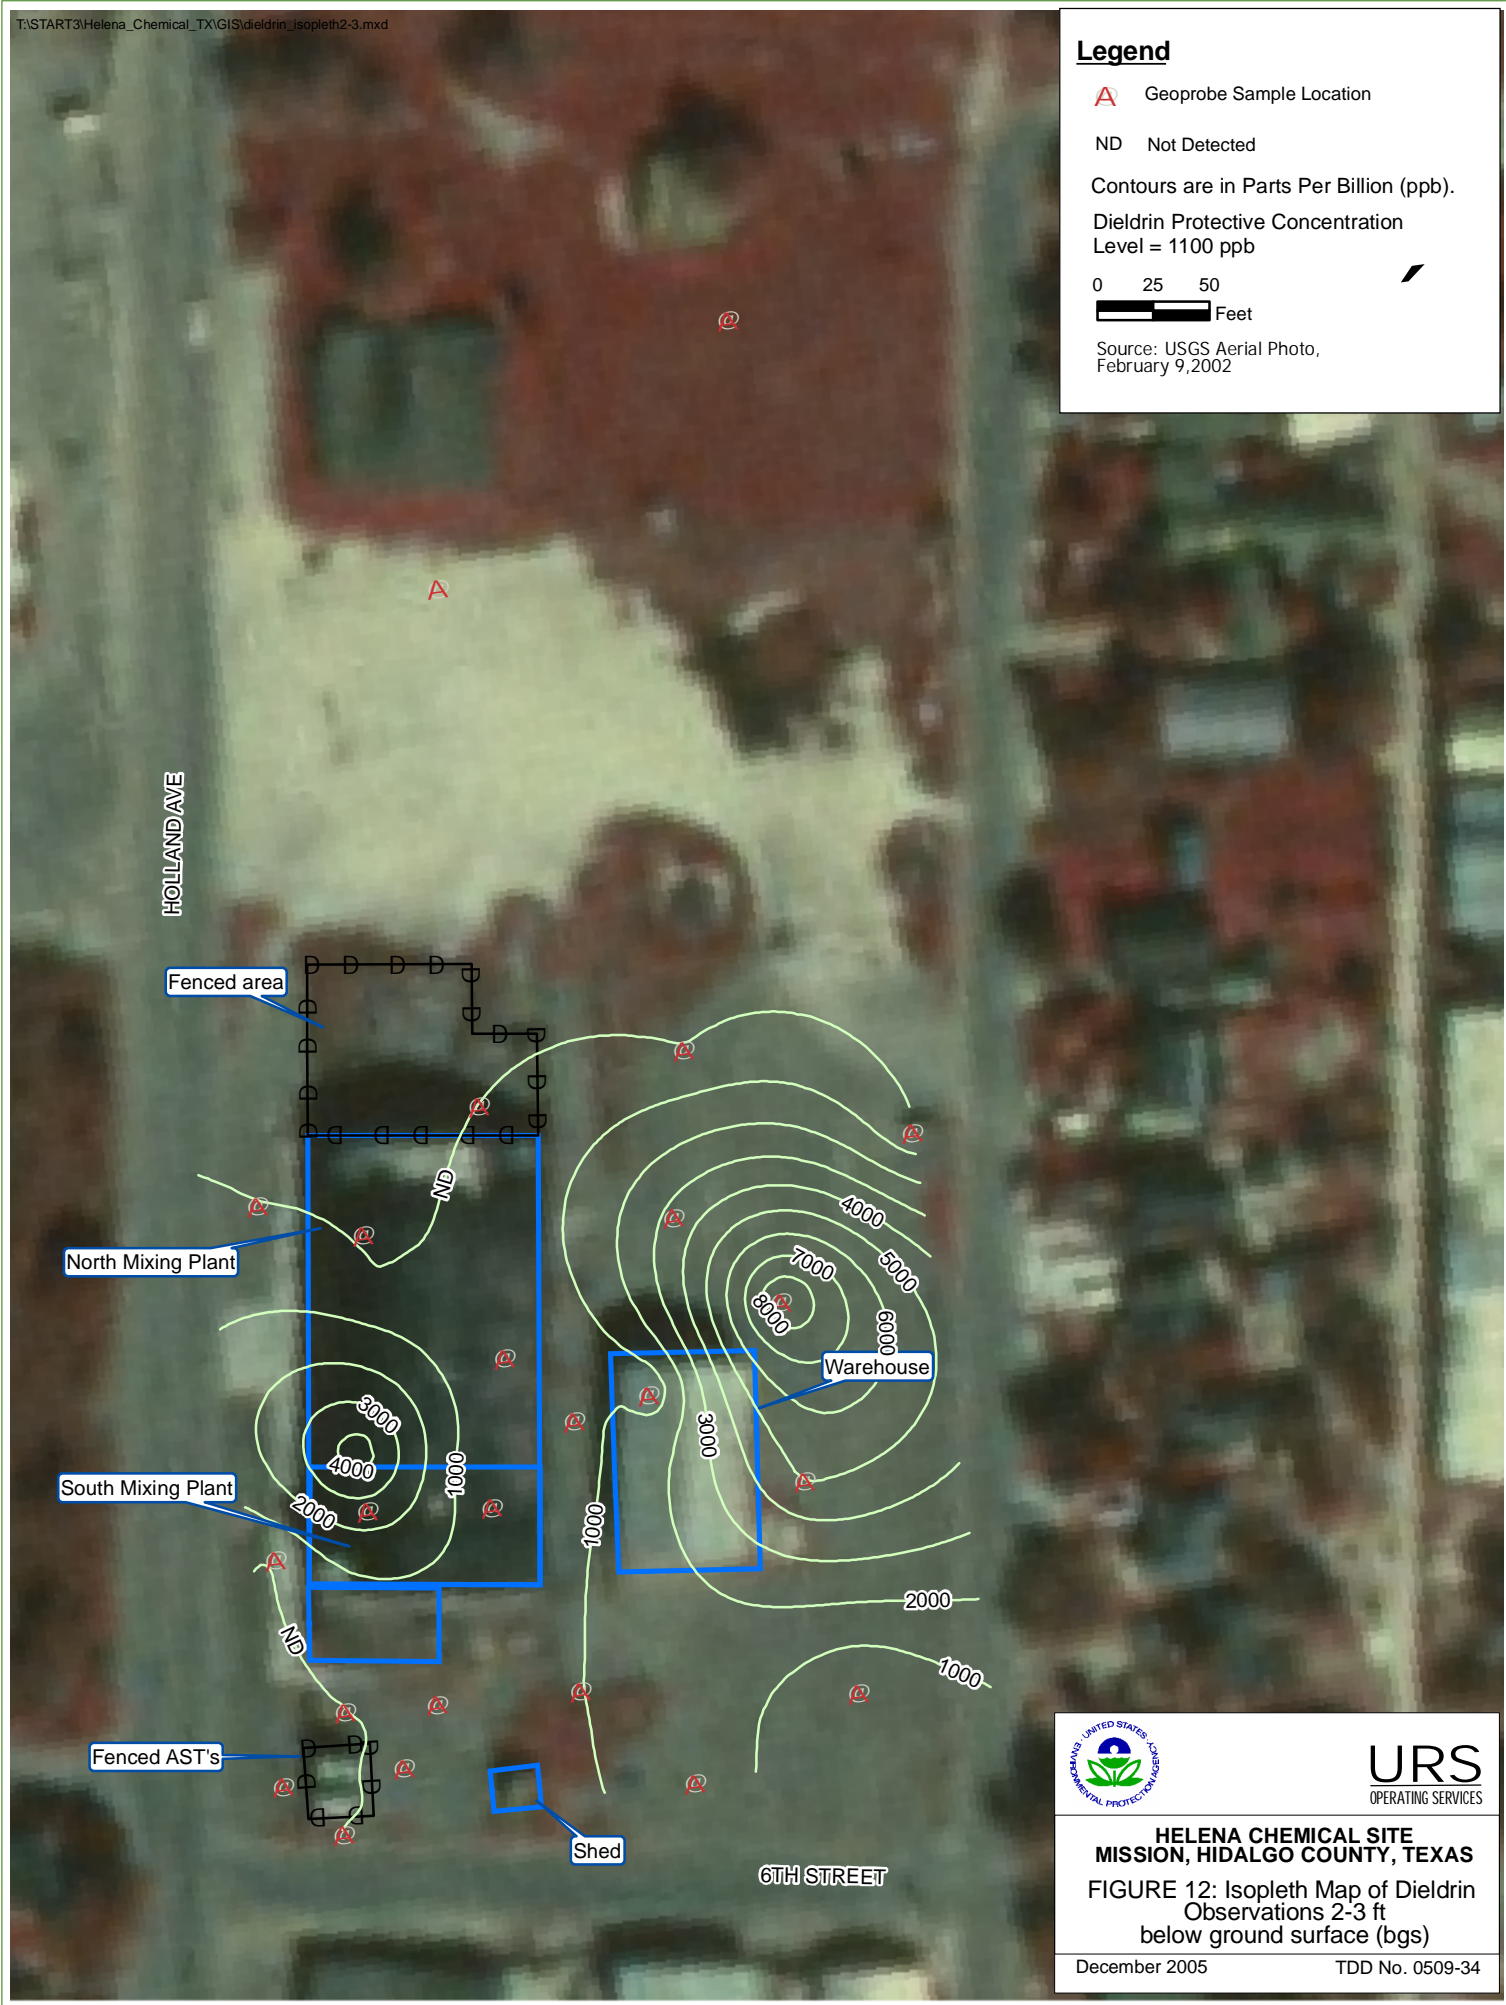 T:\START3\Helena_Chemical_TX\GIS\dieldrin_isopleth2-3.mxd
Legend
A Geoprobe Sample Location
ND Not Detected
Contours are in Parts Per Billion (ppb).
Dieldrin Protective Concentration
Level = 1100 ppb
0 25 50
Feet
Source: USGS Aerial Photo,
February 9,2002
HOLLAND AVE
Fenced area
ND
North Mixing Plant
4000
5000
7000
8000
6000
Warehouse
3000
3000
4000
1000
South Mixing Plant
2000
1000
ND
2000
1000
Fenced AST's
Shed
6TH STREET
UNITED STATES
ENVIRONMENTAL PROTECTION AGENCY
URS
OPERATING SERVICES
HELENA CHEMICAL SITE
MISSION, HIDALGO COUNTY, TEXAS
FIGURE 12: Isopleth Map of Dieldrin
Observations 2-3 ft
below ground surface (bgs)
December 2005 TDD No. 0509-34